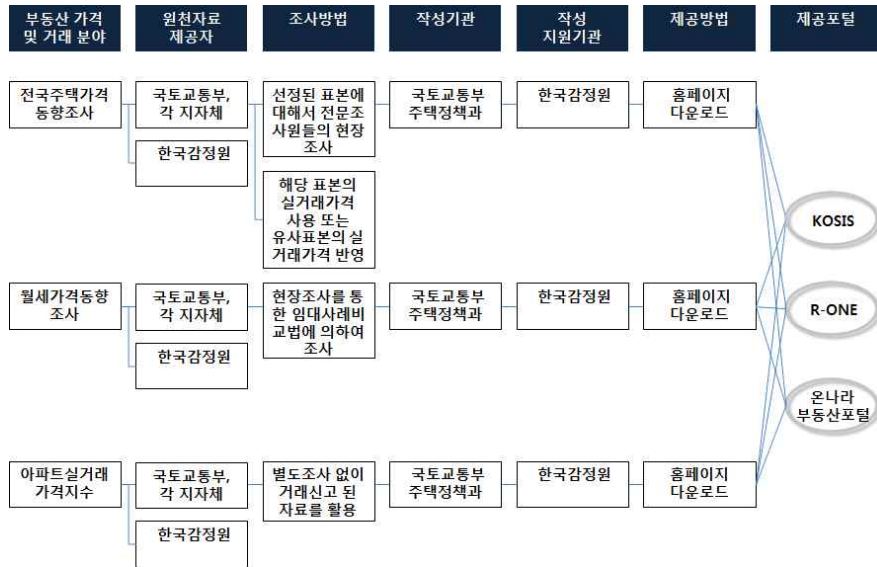 부동산 가격
및 거래 분야
원천자료
제공자
조사방법
작성기관
작성
지원기관
제공방법
제공포털
전국주택가격
동향조사
국토교통부,
각 지자체
한국감정원
선정된 표본에
대해서 전문조
사원들의 현장
조사
해당 표본의
실거래가격
사용 또는
유사표본의 실
거래가격 반영
국토교통부
주택정책과
한국감정원
홈페이지
다운로드
월세가격동향
조사
국토교통부,
각 지자체
한국감정원
현장조사를 통
한 임대사례비
교법에 의하여
조사
국토교통부
주택정책과
한국감정원
홈페이지
다운로드
아파트실거래
가격지수
국토교통부,
각 지자체
한국감정원
별도조사 없이
거래신고 된
자료를 활용
국토교통부
주택정책과
한국감정원
홈페이지
다운로드
KOSIS
R-ONE
온나라
부동산포털